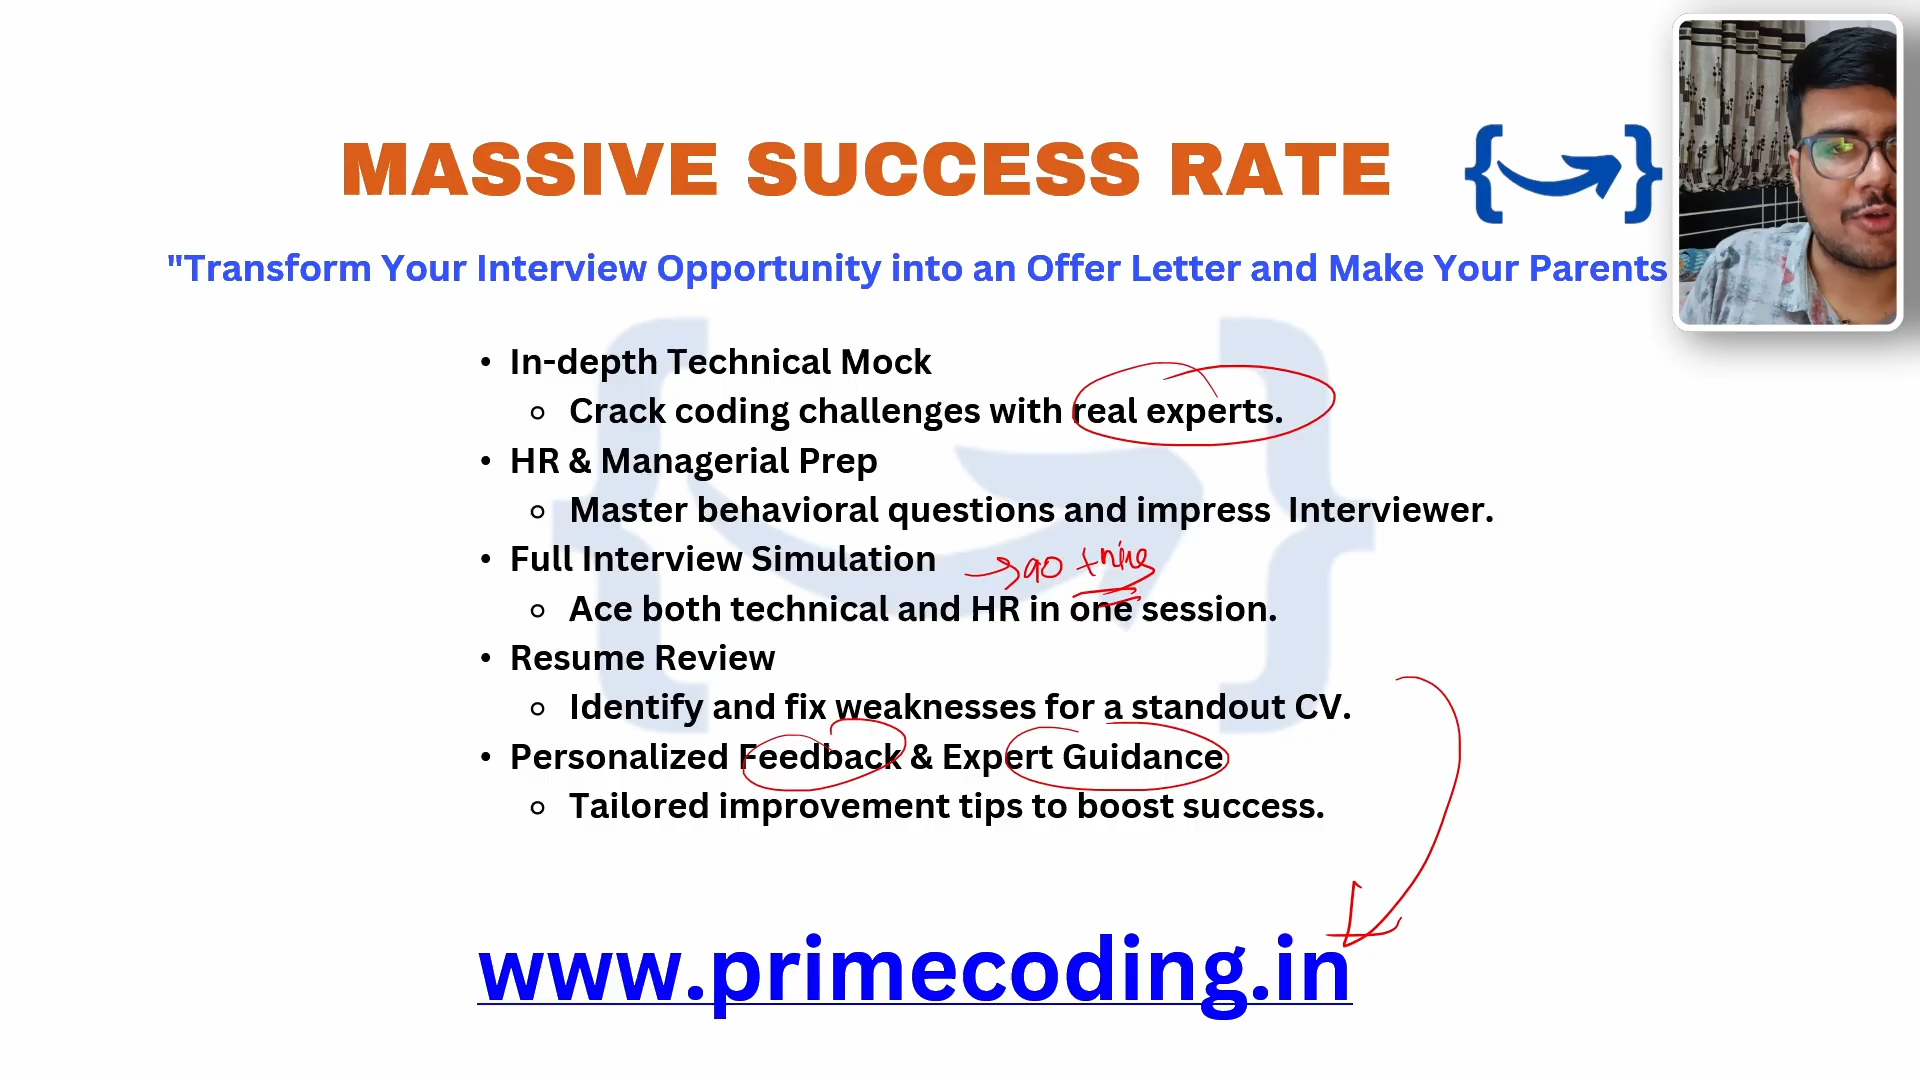 MASSIVE SUCCESS RATE
"Transform Your Interview Opportunity into an Offer Letter and Make Your Parents
• In-depth Technical Mock
○ Crack coding challenges with real experts.
• HR & Managerial Prep
○ Master behavioral questions and impress Interviewer.
• Full Interview Simulation
○ Ace both technical and HR in one session.
• Resume Review
○ Identify and fix weaknesses for a standout CV.
• Personalized Feedback & Expert Guidance
○ Tailored improvement tips to boost success.
www.primecoding.in